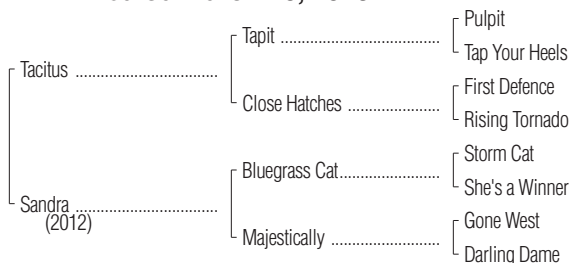 Pulpit
Tapit
Tap Your Heels
Tacitus
First Defence
Close Hatches
Rising Tornado
Storm Cat
Bluegrass Cat
She's a Winner
Sandra
(2012)
Gone West
Majestically
Darling Dame